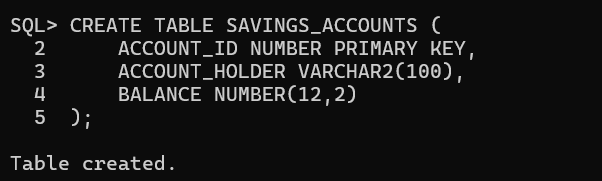 SQL> CREATE TABLE SAVINGS_ACCOUNTS (
  2      ACCOUNT_ID NUMBER PRIMARY KEY,
  3      ACCOUNT_HOLDER VARCHAR2(100),
  4      BALANCE NUMBER(12,2)
  5  );
Table created.